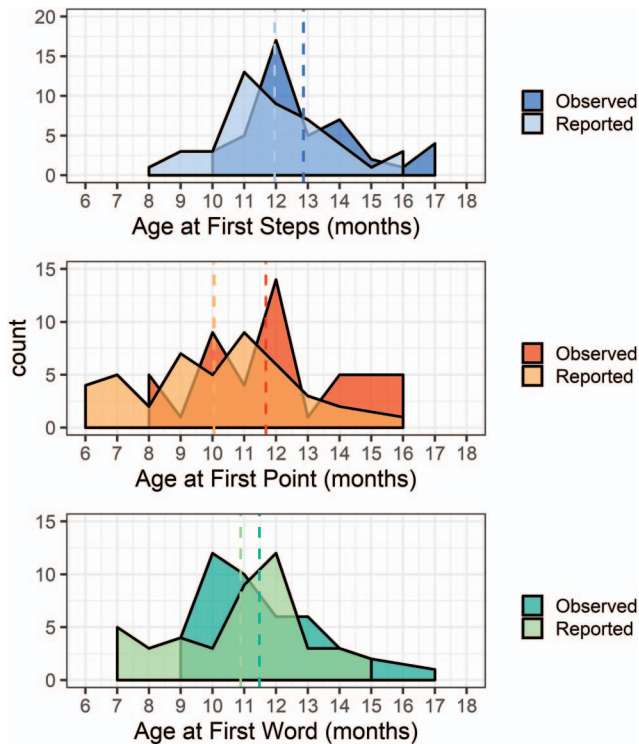 20
15
10
5
0
6 7 8 9 10 11 12 13 14 15 16 17 18
Age at First Steps (months)
Observed
Reported
count
15
10
5
0
6 7 8 9 10 11 12 13 14 15 16 17 18
Age at First Point (months)
Observed
Reported
15
10
5
0
6 7 8 9 10 11 12 13 14 15 16 17 18
Age at First Word (months)
Observed
Reported